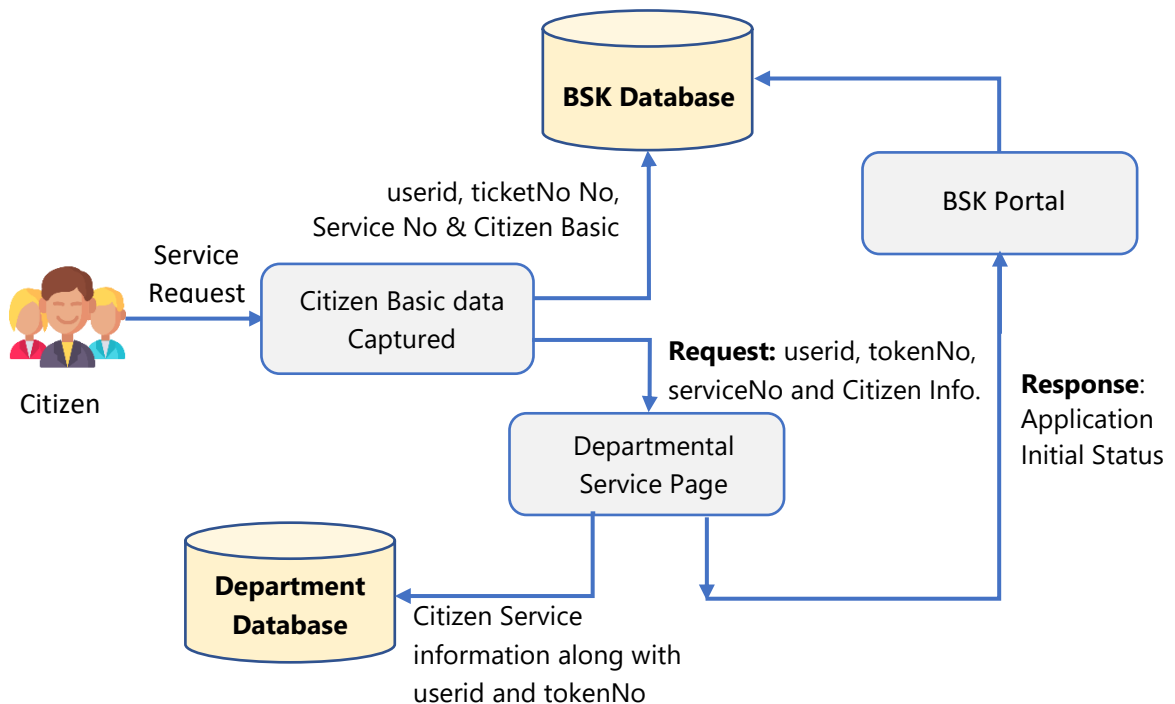 BSK Database
BSK Portal
userid, ticketNo No,
Service No & Citizen Basic
Service
Request
Citizen
Citizen Basic data
Captured
Request: userid, tokenNo,
serviceNo and Citizen Info.
Response:
Application
Initial Status
Departmental
Service Page
Department
Database
Citizen Service
information along with
userid and tokenNo